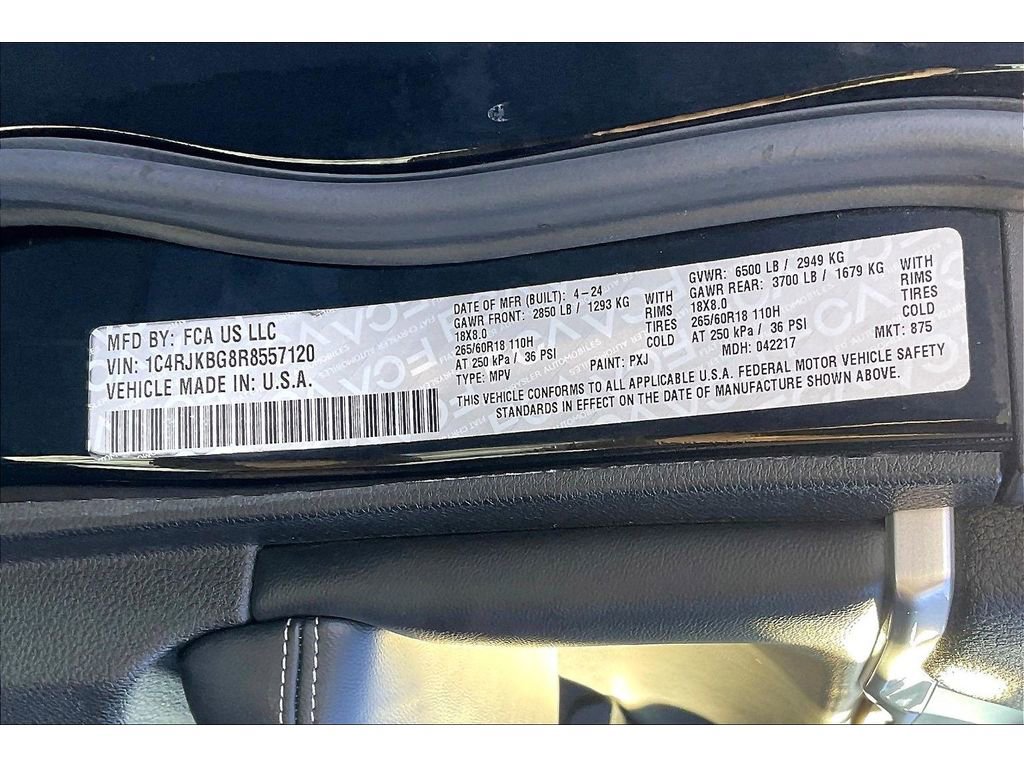 MFD BY: FCA US LLC
VIN: 1C4RJKBG8R8557120
VEHICLE MADE IN: U.S.A.
DATE OF MFR (BUILT): 4-24
GAWR FRONT: 2850 LB / 1293 KG WITH
18X8.0 RIMS
265/60R18 110H TIRES
AT 250 kPa / 36 PSI COLD
TYPE: MPV
PAINT: PXJ
GVWR: 6500 LB / 2949 KG
GAWR REAR: 3700 LB / 1679 KG WITH
18X8.0 RIMS
265/60R18 110H TIRES
AT 250 kPa / 36 PSI COLD
MDH: 042217
MKT: 875
THIS VEHICLE CONFORMS TO ALL APPLICABLE U.S.A. FEDERAL MOTOR VEHICLE SAFETY
STANDARDS IN EFFECT ON THE DATE OF MANUFACTURE SHOWN ABOVE.